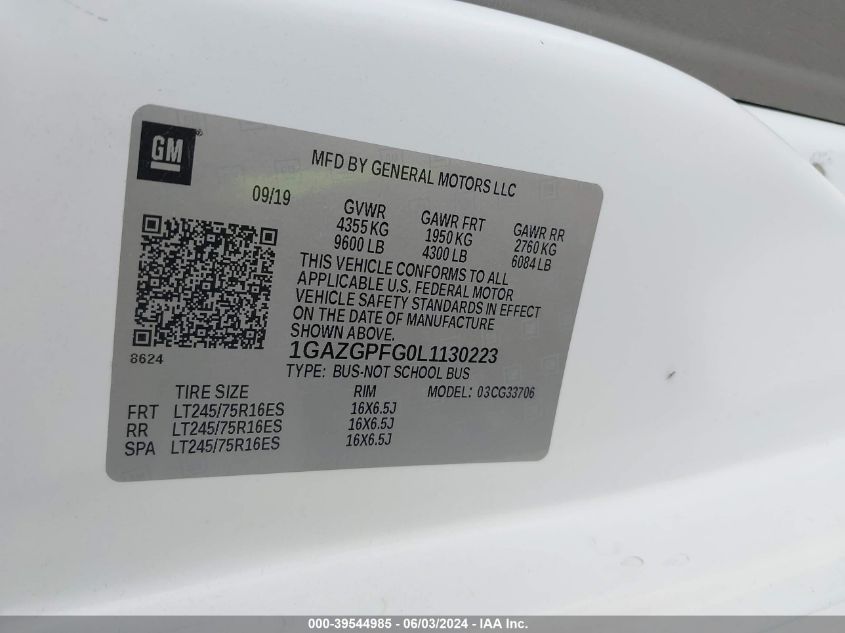 GM
MFD BY GENERAL MOTORS LLC
09/19
GVWR GAWR FRT GAWR RR
4355 KG 1950 KG 2760 KG
9600 LB 4300 LB 6084 LB
THIS VEHICLE CONFORMS TO ALL
APPLICABLE U.S. FEDERAL MOTOR
VEHICLE SAFETY STANDARDS IN EFFECT
ON THE DATE OF MANUFACTURE
SHOWN ABOVE.
8624
1GAZGPFG0L1130223
TYPE: BUS-NOT SCHOOL BUS
TIRE SIZE RIM MODEL: 03CG33706
FRT LT245/75R16ES 16X6.5J
RR LT245/75R16ES 16X6.5J
SPA LT245/75R16ES 16X6.5J
000-39544985 - 06/03/2024 - IAA Inc.